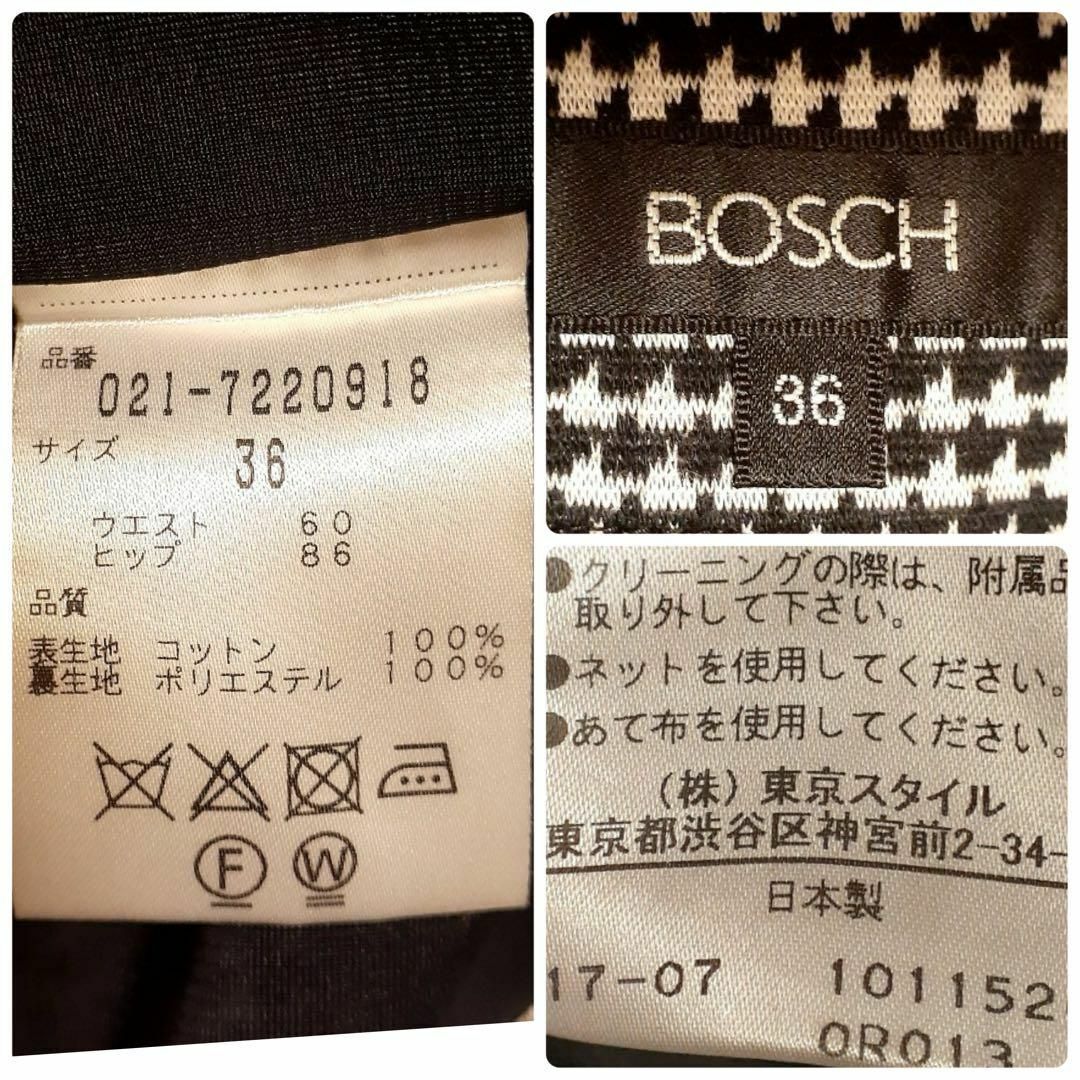 品番
021-7220918
サイズ
36
ウエスト 60
ヒップ 86
品質
表生地 コットン 100%
裏生地 ポリエステル 100%
F W
BOSCH
36
●クリーニングの際は、附属品
取り外して下さい。
●ネットを使用してください。
●あて布を使用してください。
(株)東京スタイル
東京都渋谷区神宮前2-34-
日本製
17-07 101152
0R013